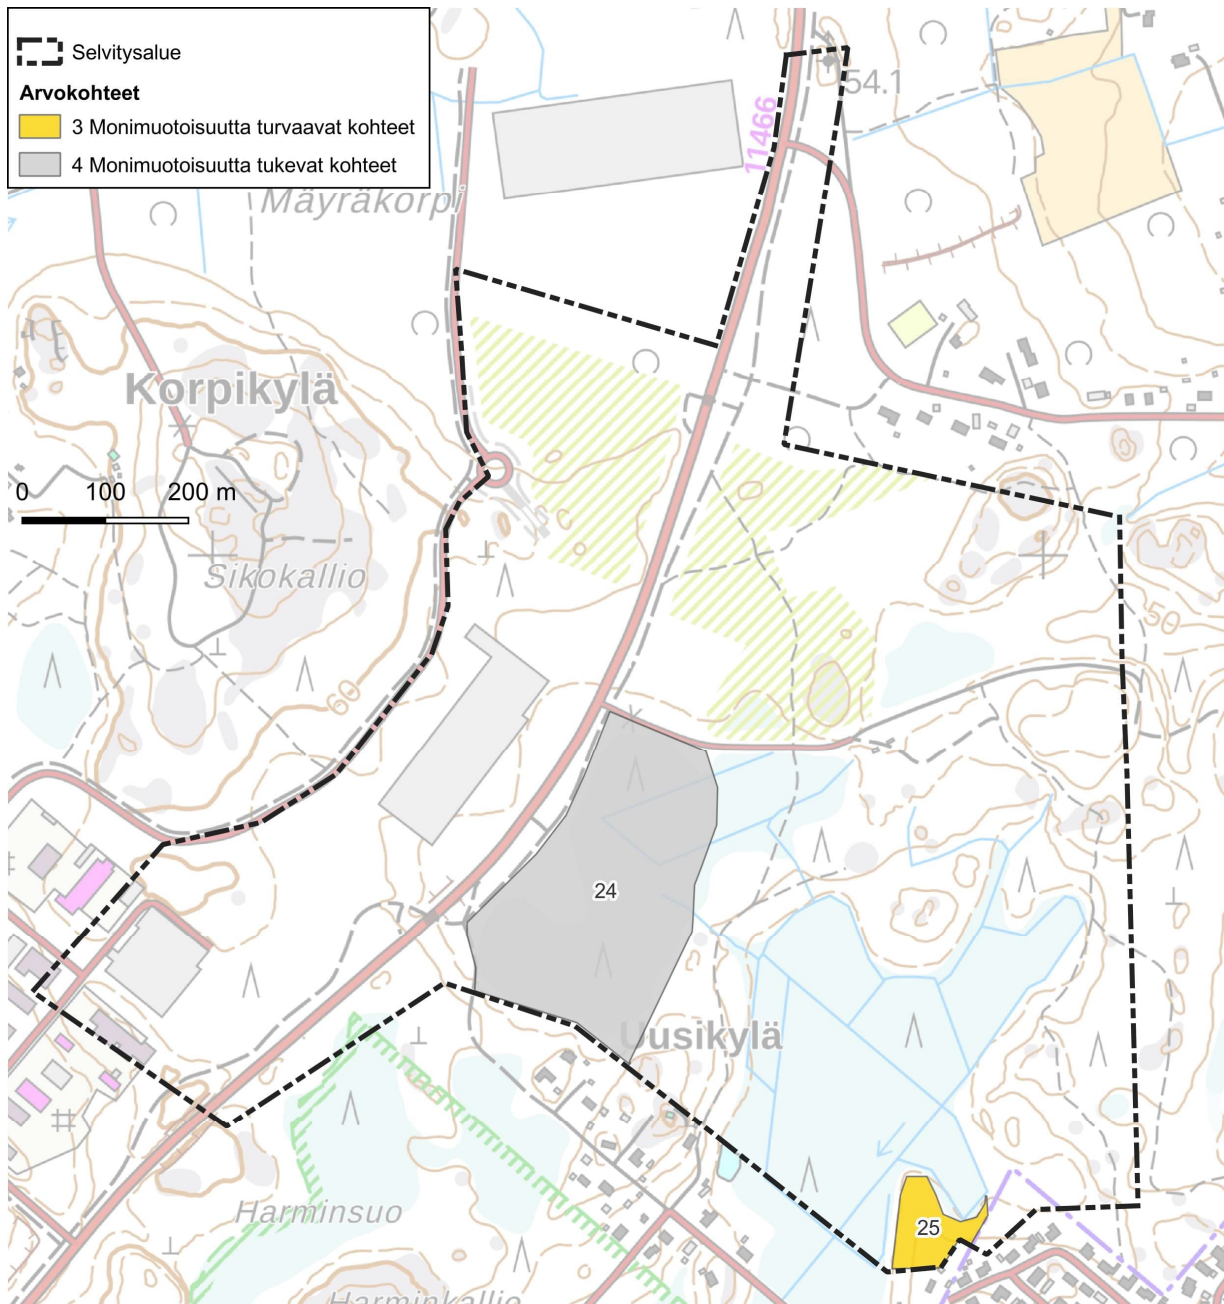 Selvitysalue
Arvokohteet
3 Monimuotoisuutta turvaavat kohteet
4 Monimuotoisuutta tukevat kohteet
54.1
11466
Mäyräkorpi
Korpikylä
0 100 200 m
Sikokallio
50
60
24
Uusikylä
25
Harminsuo
Harminkallio